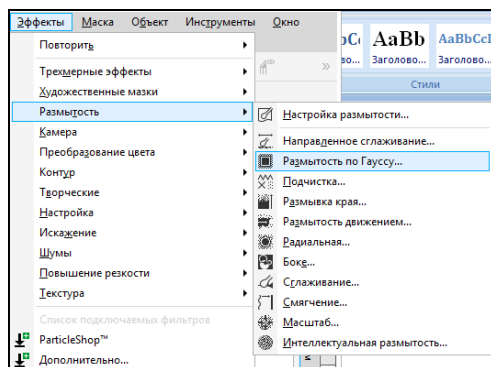 Эффекты Маска Объект Инструменты Окно
Повторить
Трехмерные эффекты
Художественные маски
Размытость
Камера
Преобразование цвета
Контур
Творческие
Настройка
Искажение
Шумы
Повышение резкости
Текстура
Список подключаемых фильтров
ParticleShop™
Дополнительно...
AaBb AaBbCcI
во... Заголово... Заголово...
Стили
Настройка размытости...
Направленное сглаживание...
Размытость по Гауссу...
Подчистка...
Размывка края...
Размытость движением...
Радиальная...
Боке...
Сглаживание...
Смягчение...
Масштаб...
Интеллектуальная размытость...